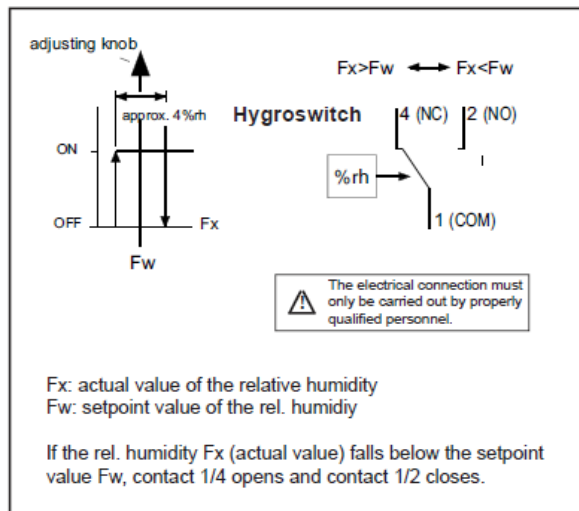 adjusting knob
Fx>Fw Fx<Fw
approx. 4%rh
Hygroswitch
4 (NC) 2 (NO)
ON
%rh
OFF
Fx
1 (COM)
Fw
The electrical connection must
only be carried out by properly
qualified personnel.
Fx: actual value of the relative humidity
Fw: setpoint value of the rel. humidiy
If the rel. humidity Fx (actual value) falls below the setpoint
value Fw, contact 1/4 opens and contact 1/2 closes.